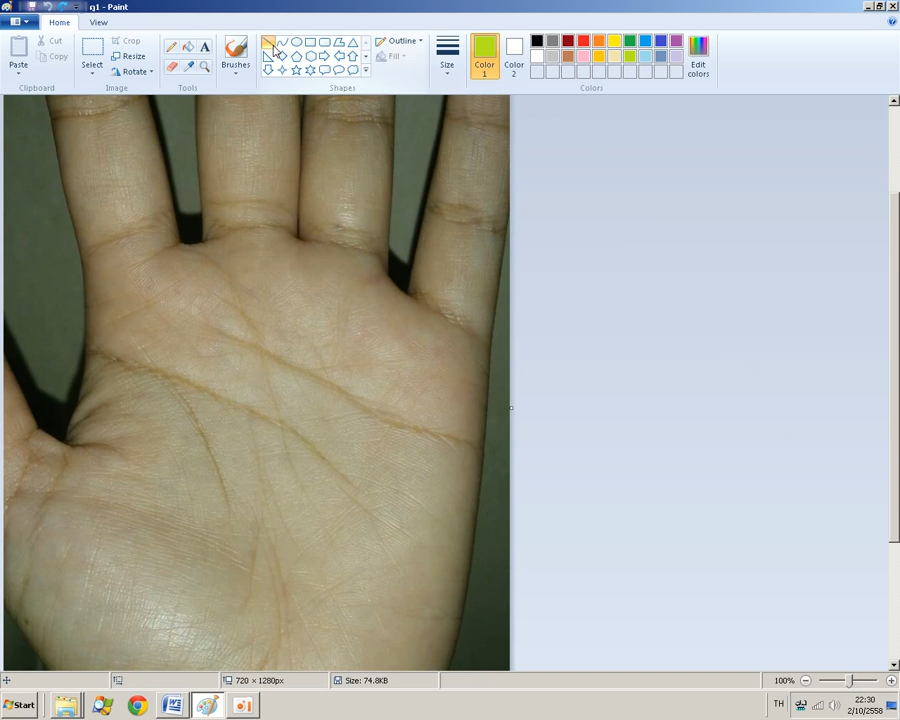 g1 - Paint
Home
View
Paste
Cut
Copy
Clipboard
Select
Crop
Resize
Rotate
Image
A
Tools
Brushes
Shapes
Outline
Fill
Size
Color
1
Color
2
Edit
colors
Colors
720 × 1280px
Size: 74.8KB
100%
Start
TH
22:30
2/10/2558